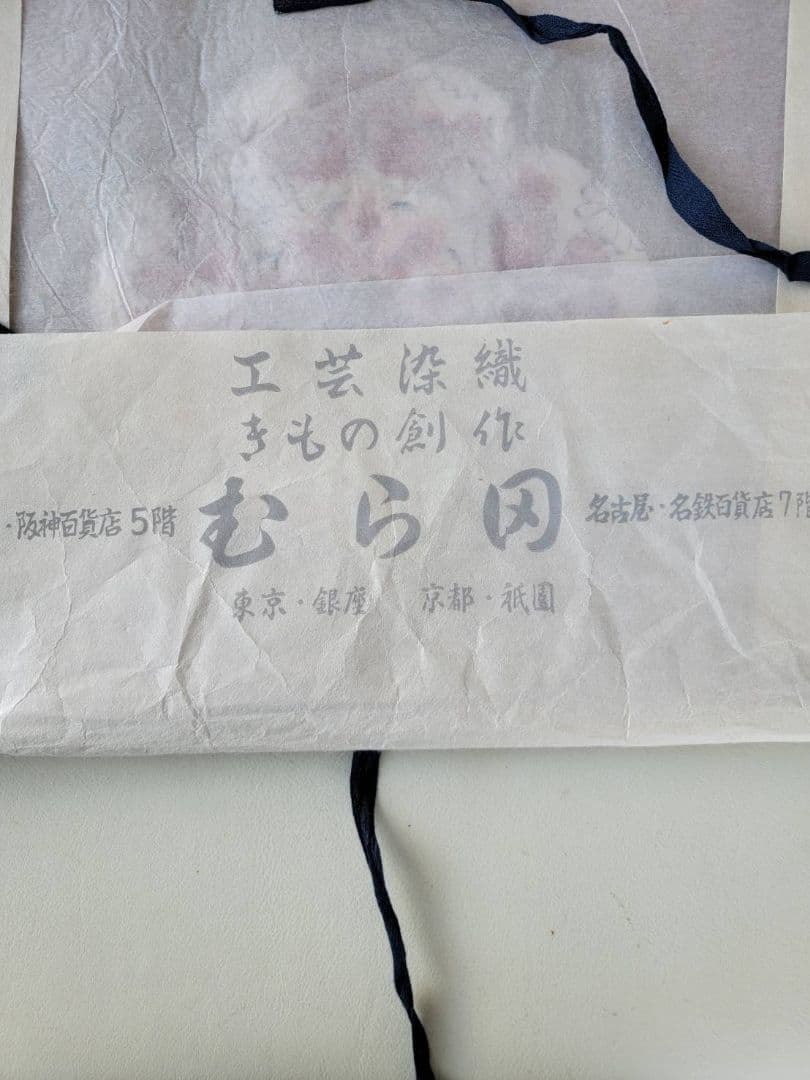 工芸染織
きもの創作
・阪神百貨店5階 むら岡 名古屋・名鉄百貨店7階
東京・銀座 京都・祇園